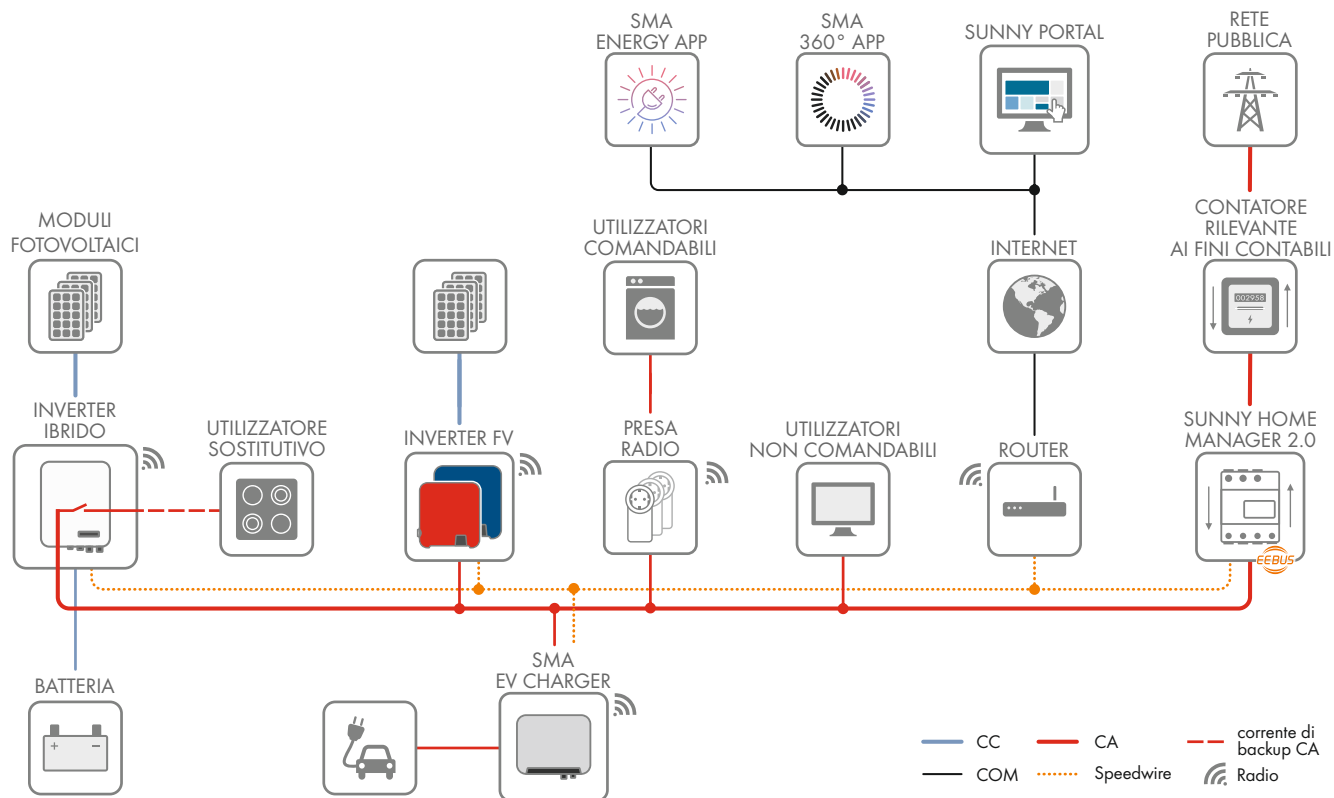 SMA
ENERGY APP
SMA
360° APP
SUNNY PORTAL
RETE
PUBBLICA
MODULI
FOTOVOLTAICI
UTILIZZATORI
COMANDABILI
INTERNET
CONTATORE
RILEVANTE
AI FINI CONTABILI
002958
INVERTER
IBRIDO
UTILIZZATORE
SOSTITUTIVO
INVERTER FV
PRESA
RADIO
UTILIZZATORI
NON COMANDABILI
ROUTER
SUNNY HOME
MANAGER 2.0
EEBUS
BATTERIA
+ −
SMA
EV CHARGER
CC
CA
corrente di
backup CA
COM
Speedwire
Radio